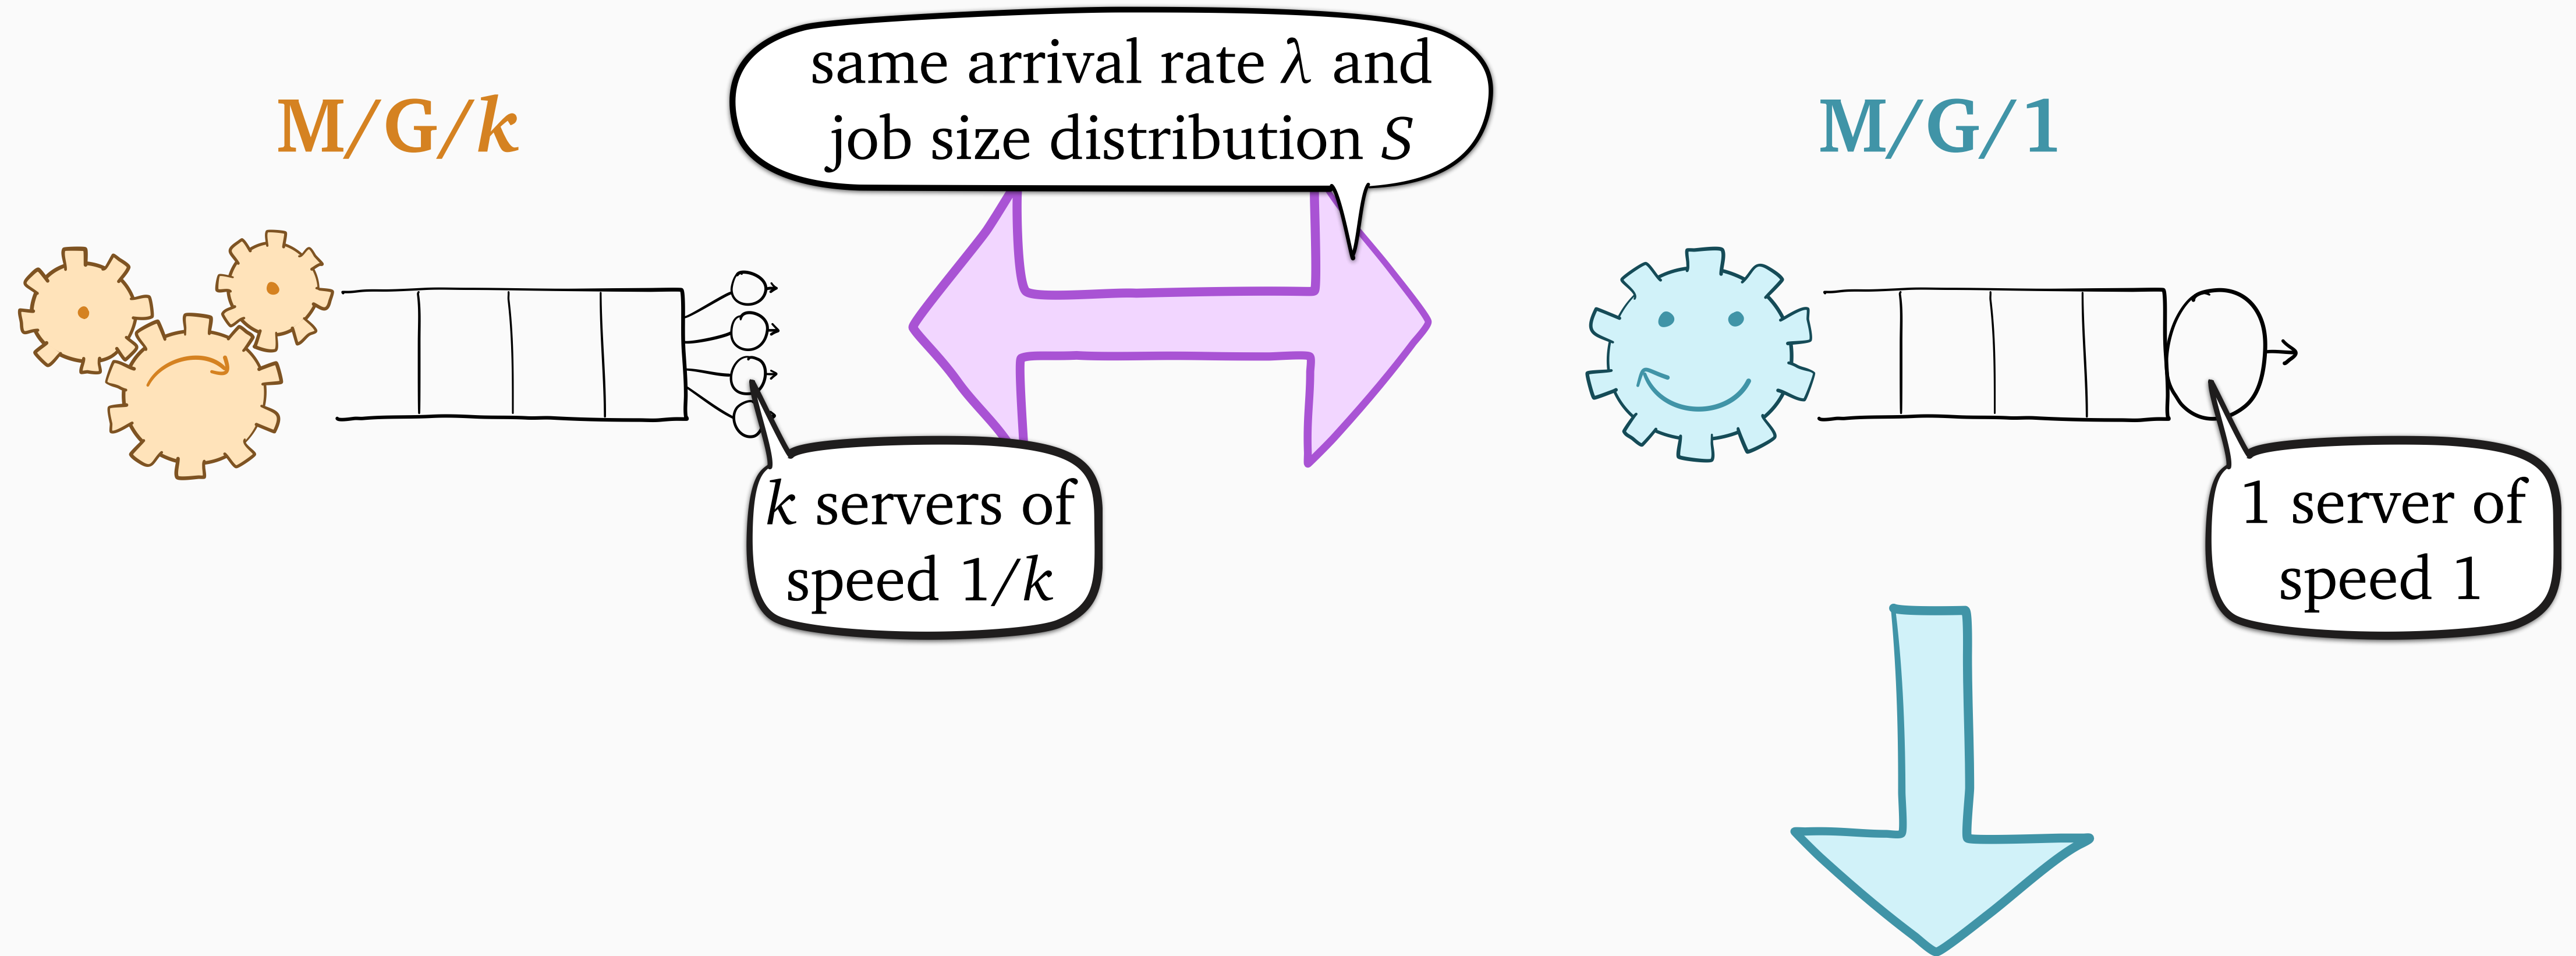 M/G/k
same arrival rate λ and
job size distribution S
M/G/1
k servers of
speed 1/k
1 server of
speed 1